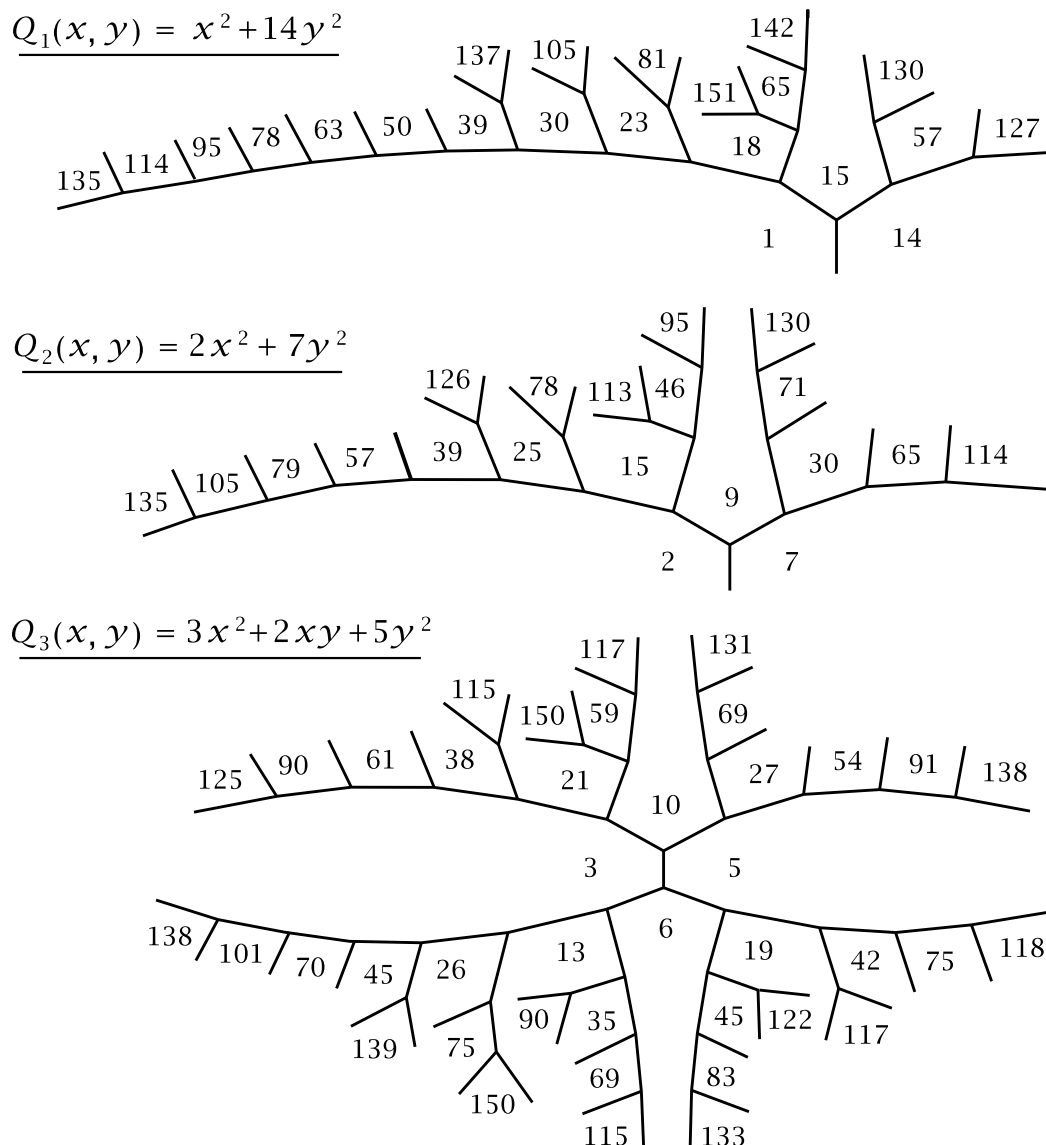 Q₁(x, y) = x² + 14y²
142
137 105 81 130
151 65
135 114 95 78 63 50 39 30 23 18 57 127
15
1 14
Q₂(x, y) = 2x² + 7y²
95 130
126 78 113 46 71
135 105 79 57 39 25 15 30 65 114
9
2 7
Q₃(x, y) = 3x² + 2xy + 5y²
117 131
115 150 59 69
125 90 61 38 21 27 54 91 138
10
3 5
6
138 101 70 45 26 13 19 42 75 118
90 35 45 122
139 75 117
69 83
150
115 133